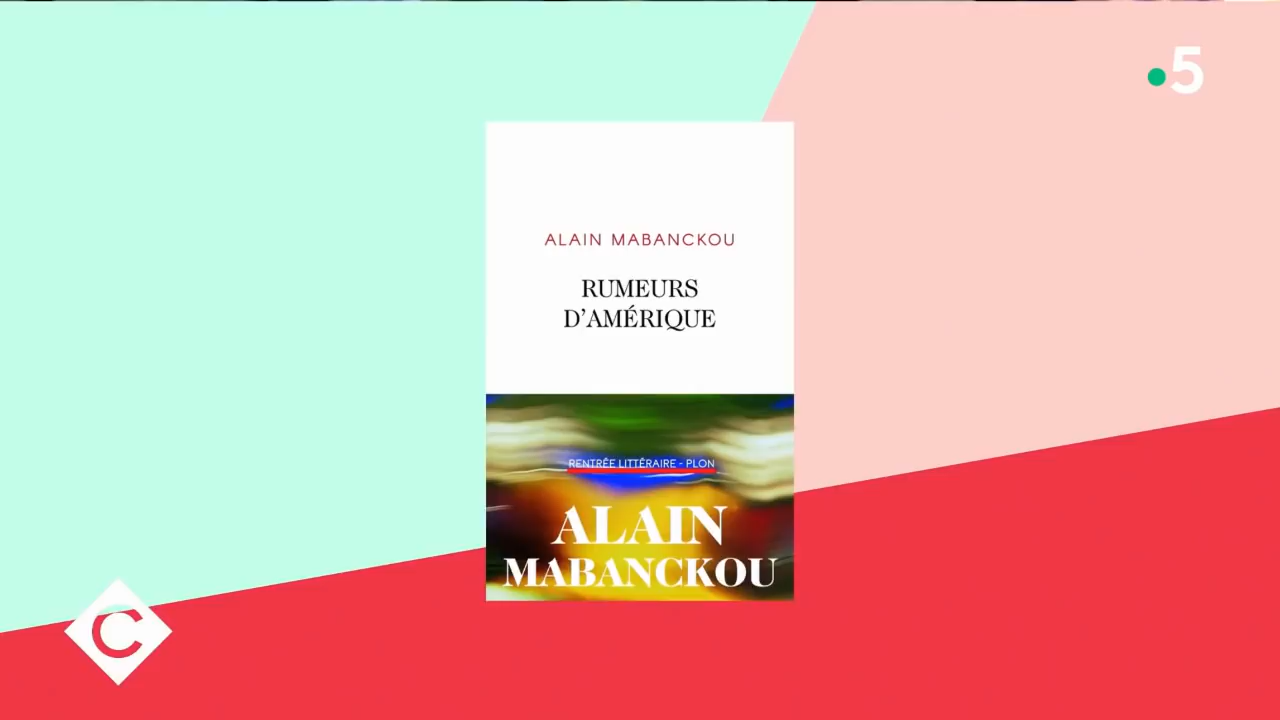 5
ALAIN MABANCKOU
RUMEURS
D'AMÉRIQUE
RENTRÉE LITTÉRAIRE - PLON
ALAIN
MABANCKOU
C